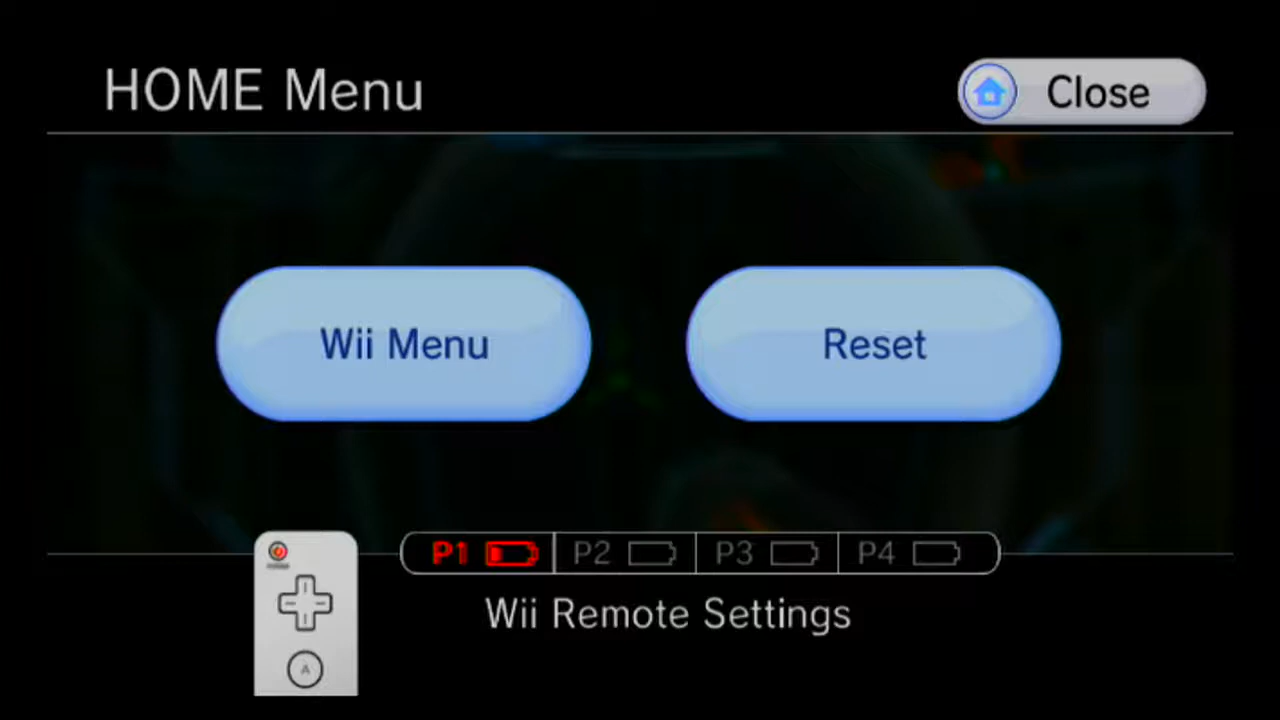 HOME Menu
Close
Wii Menu
Reset
P1
P2
P3
P4
Wii Remote Settings
A